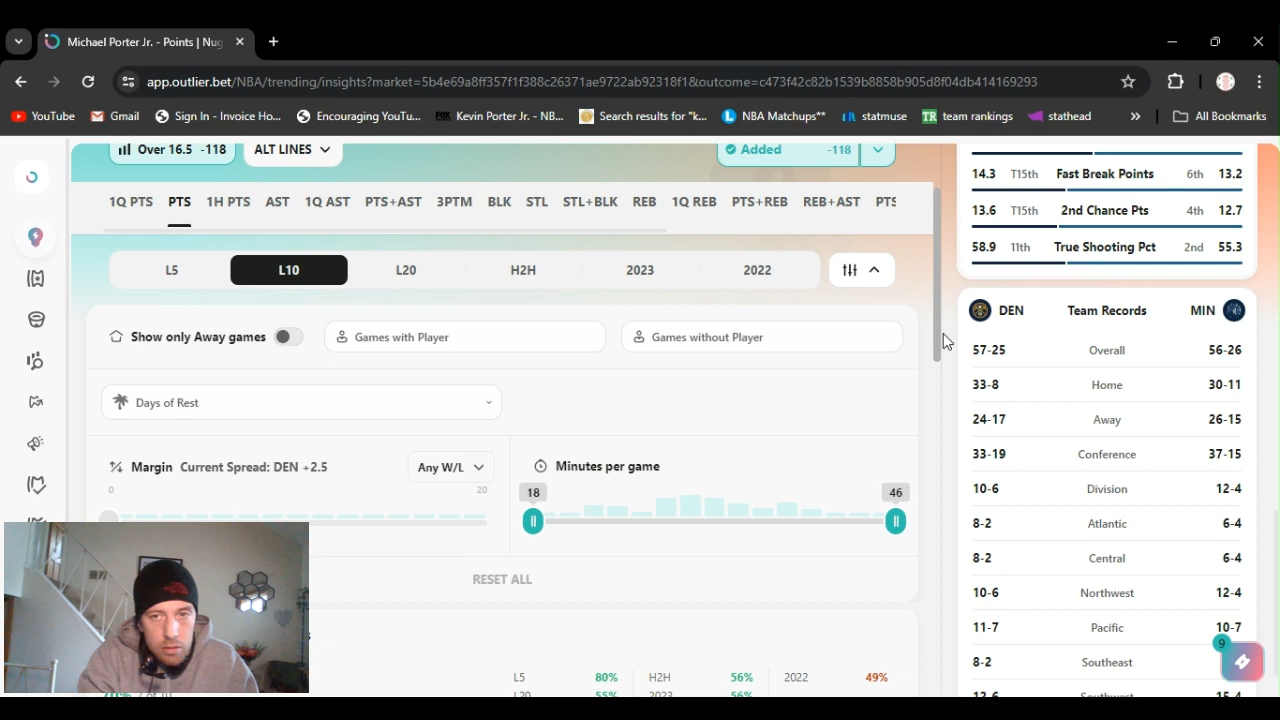 Michael Porter Jr. - Points | Nug
app.outlier.bet/NBA/trending/insights?market=5b4e69a8ff357f1f388c26371ae9722ab92318f1&outcome=c473f42c82b1539b8858b905d8f04db414169293
YouTube Gmail Sign In - Invoice Ho... Encouraging YouTu... Kevin Porter Jr. - NB... Search results for "k... NBA Matchups** statmuse team rankings stathead » All Bookmarks
Over 16.5 -118 ALT LINES Added -118
1Q PTS PTS 1H PTS AST 1Q AST PTS+AST 3PTM BLK STL STL+BLK REB 1Q REB PTS+REB REB+AST PTS
L5 L10 L20 H2H 2023 2022
Show only Away games Games with Player Games without Player
Days of Rest
Margin Current Spread: DEN +2.5 Any W/L
0 20
Minutes per game
18 46
RESET ALL
L5 80% H2H 56% 2022 49%
L20 55% 2023 56%
14.3 T15th Fast Break Points 6th 13.2
13.6 T15th 2nd Chance Pts 4th 12.7
58.9 11th True Shooting Pct 2nd 55.3
DEN Team Records MIN
57-25 Overall 56-26
33-8 Home 30-11
24-17 Away 26-15
33-19 Conference 37-15
10-6 Division 12-4
8-2 Atlantic 6-4
8-2 Central 6-4
10-6 Northwest 12-4
11-7 Pacific 10-7
9
8-2 Southeast
12-6 Southwest 15-4